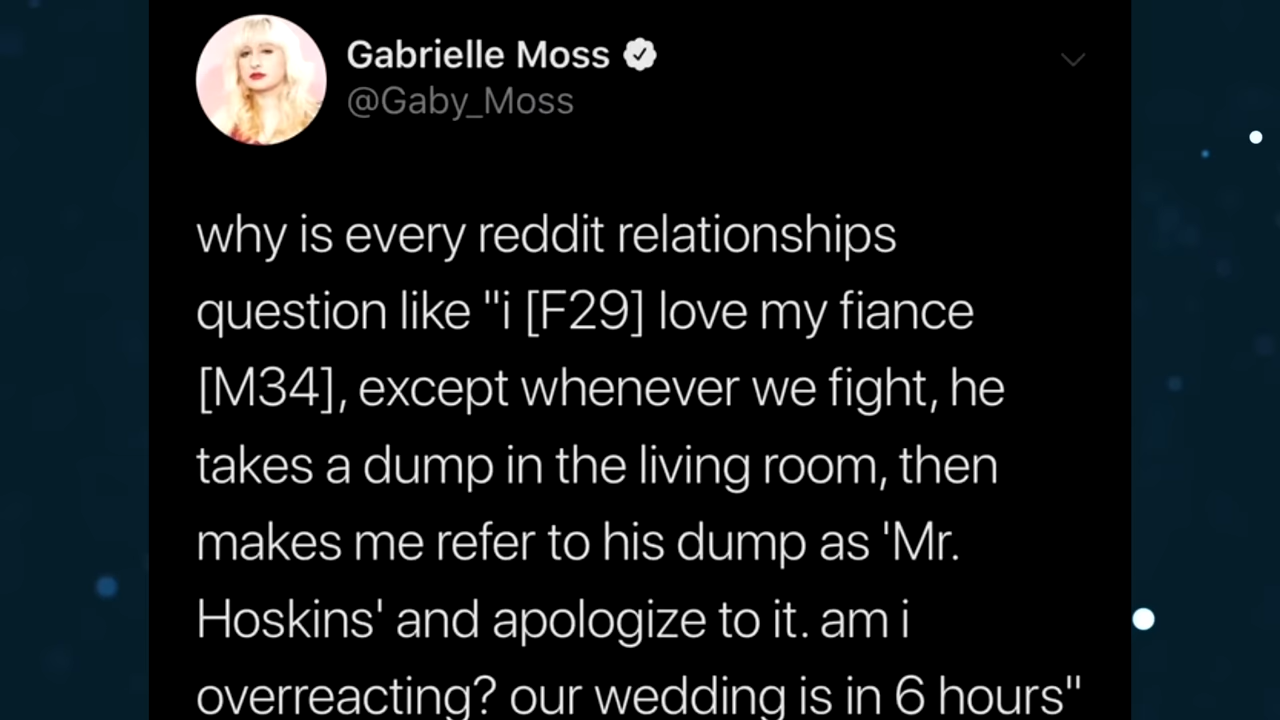 Gabrielle Moss
@Gaby_Moss
why is every reddit relationships
question like "i [F29] love my fiance
[M34], except whenever we fight, he
takes a dump in the living room, then
makes me refer to his dump as 'Mr.
Hoskins' and apologize to it. am i
overreacting? our wedding is in 6 hours"